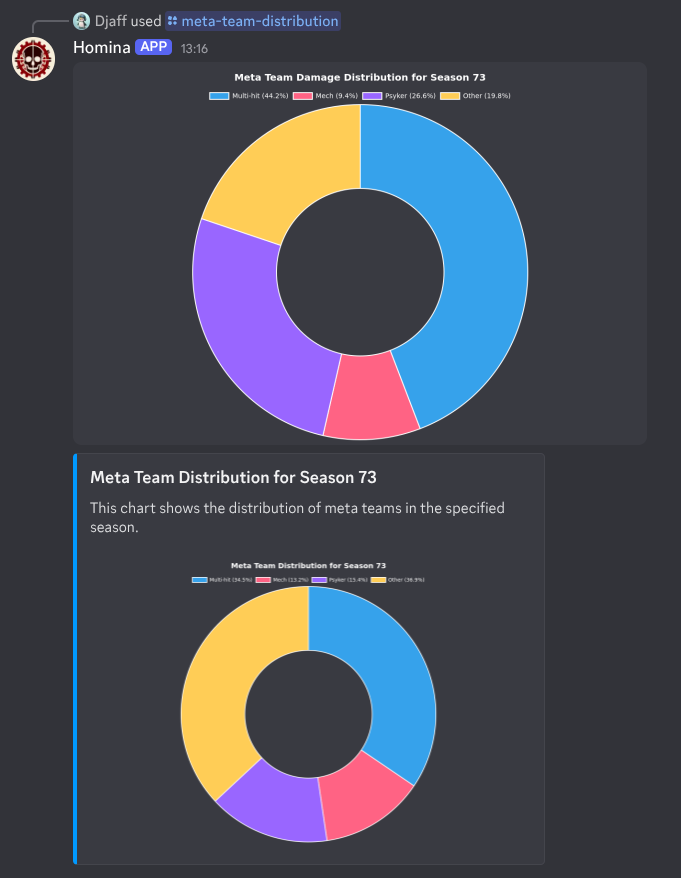 Djaff used meta-team-distribution
Homina APP 13:16
Meta Team Damage Distribution for Season 73
Multi-hit (44.2%) Mech (9.4%) Psyker (26.6%) Other (19.8%)
Meta Team Distribution for Season 73
This chart shows the distribution of meta teams in the specified
season.
Meta Team Distribution for Season 73
Multi-hit (34.5%) Mech (13.2%) Psyker (15.4%) Other (36.9%)